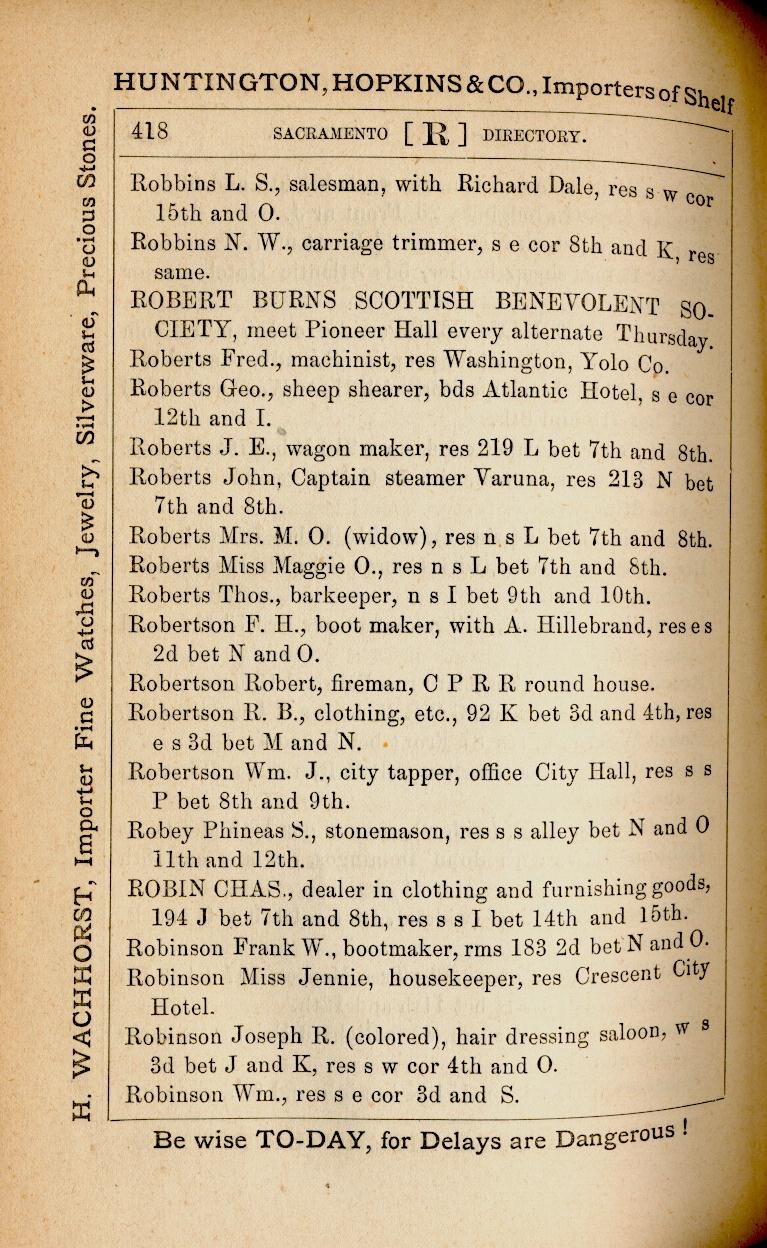 HUNTINGTON, HOPKINS & CO., Importers of Shelf
H. WACHHORST, Importer Fine Watches, Jewelry, Silverware, Precious Stones.
418 SACRAMENTO [ R ] DIRECTORY.
Robbins L. S., salesman, with Richard Dale, res s w cor
15th and O.
Robbins N. W., carriage trimmer, s e cor 8th and K, res
same.
ROBERT BURNS SCOTTISH BENEVOLENT SO-
CIETY, meet Pioneer Hall every alternate Thursday.
Roberts Fred., machinist, res Washington, Yolo Co.
Roberts Geo., sheep shearer, bds Atlantic Hotel, s e cor
12th and I.
Roberts J. E., wagon maker, res 219 L bet 7th and 8th.
Roberts John, Captain steamer Varuna, res 213 N bet
7th and 8th.
Roberts Mrs. M. O. (widow), res n s L bet 7th and 8th.
Roberts Miss Maggie O., res n s L bet 7th and 8th.
Roberts Thos., barkeeper, n s I bet 9th and 10th.
Robertson F. H., boot maker, with A. Hillebrand, res e s
2d bet N and O.
Robertson Robert, fireman, C P R R round house.
Robertson R. B., clothing, etc., 92 K bet 3d and 4th, res
e s 3d bet M and N.
Robertson Wm. J., city tapper, office City Hall, res s s
P bet 8th and 9th.
Robey Phineas S., stonemason, res s s alley bet N and O
11th and 12th.
ROBIN CHAS., dealer in clothing and furnishing goods,
194 J bet 7th and 8th, res s s I bet 14th and 15th.
Robinson Frank W., bootmaker, rms 183 2d bet N and O.
Robinson Miss Jennie, housekeeper, res Crescent City
Hotel.
Robinson Joseph R. (colored), hair dressing saloon, w s
3d bet J and K, res s w cor 4th and O.
Robinson Wm., res s e cor 3d and S.
Be wise TO-DAY, for Delays are Dangerous !